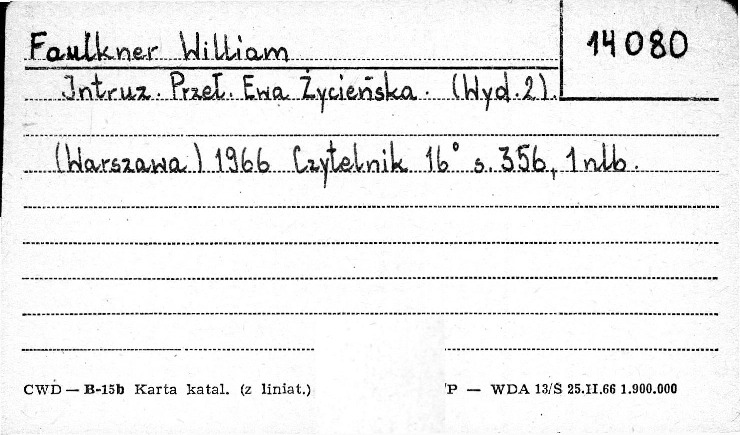 Faulkner William
14080
Intruz. Przeł. Ewa Życieńska. (Wyd. 2).
(Warszawa) 1966 Czytelnik 16° s. 356, 1 nlb.
CWD — B-15b Karta katal. (z liniat.)
P — WDA 13/S 25.II.66 1.900.000